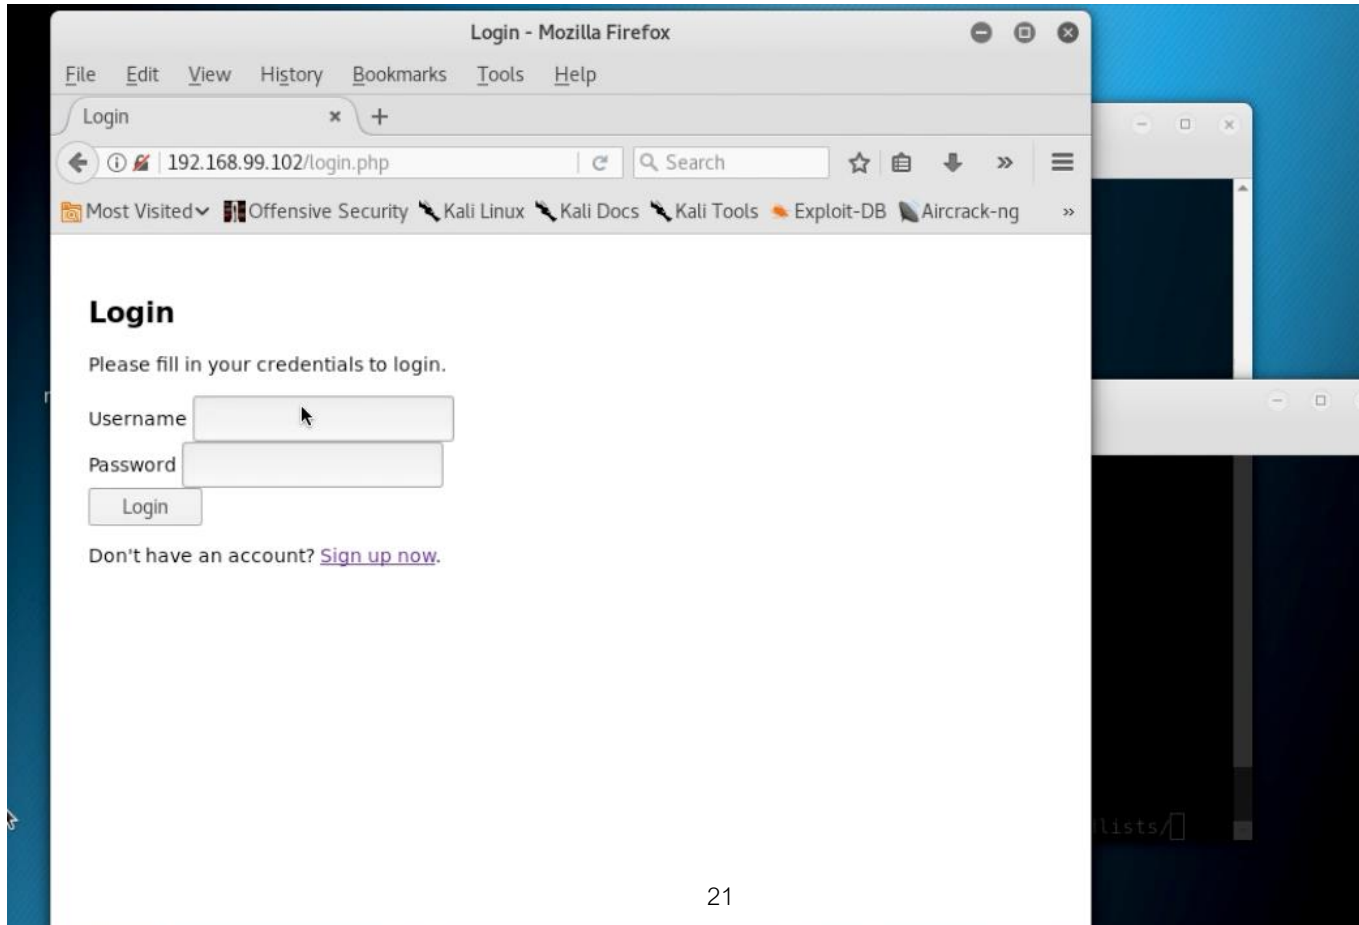 Login - Mozilla Firefox
File Edit View History Bookmarks Tools Help
Login
192.168.99.102/login.php Search
Most Visited Offensive Security Kali Linux Kali Docs Kali Tools Exploit-DB Aircrack-ng
Login
Please fill in your credentials to login.
Username
Password
Login
Don't have an account? Sign up now.
lists/
21